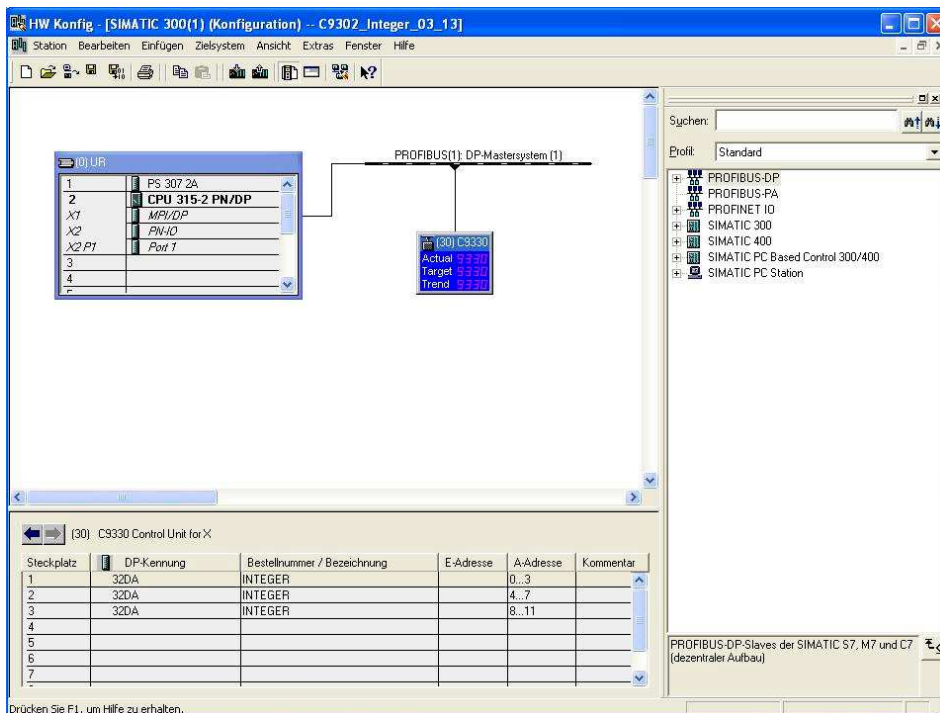 HW Konfig - [SIMATIC 300(1) (Konfiguration) -- C9302_Integer_03_13]
Station Bearbeiten Einfügen Zielsystem Ansicht Extras Fenster Hilfe
(0) UR
1 PS 307 2A
2 CPU 315-2 PN/DP
X1 MPI/DP
X2 PN-IO
X2 P1 Port 1
3
4
PROFIBUS(1): DP-Mastersystem (1)
(30) C9330
Actual 9330
Target 9330
Trend 9330
Suchen:
Profil: Standard
PROFIBUS-DP
PROFIBUS-PA
PROFINET IO
SIMATIC 300
SIMATIC 400
SIMATIC PC Based Control 300/400
SIMATIC PC Station
PROFIBUS-DP-Slaves der SIMATIC S7, M7 und C7
(dezentraler Aufbau)
(30) C9330 Control Unit for X
Steckplatz DP-Kennung Bestellnummer / Bezeichnung E-Adresse A-Adresse Kommentar
1 32DA INTEGER 0...3
2 32DA INTEGER 4...7
3 32DA INTEGER 8...11
4
5
6
7
Drücken Sie F1, um Hilfe zu erhalten.